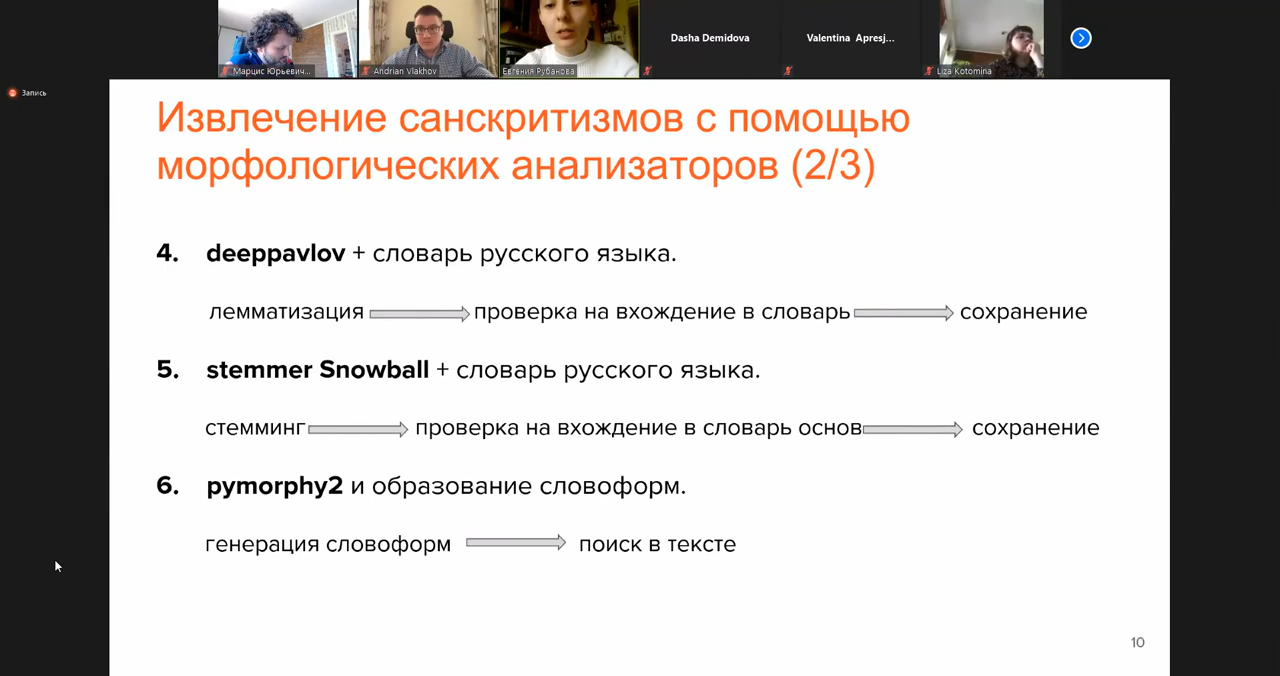 Марцис Юрьевич...
Andrian Vlakhov
Евгения Рубанова
Dasha Demidova
Valentina Apresj...
Liza Kotomina
Запись
Извлечение санскритизмов с помощью
морфологических анализаторов (2/3)
4. deeppavlov + словарь русского языка.
лемматизация проверка на вхождение в словарь сохранение
5. stemmer Snowball + словарь русского языка.
стемминг проверка на вхождение в словарь основ сохранение
6. pymorphy2 и образование словоформ.
генерация словоформ поиск в тексте
10